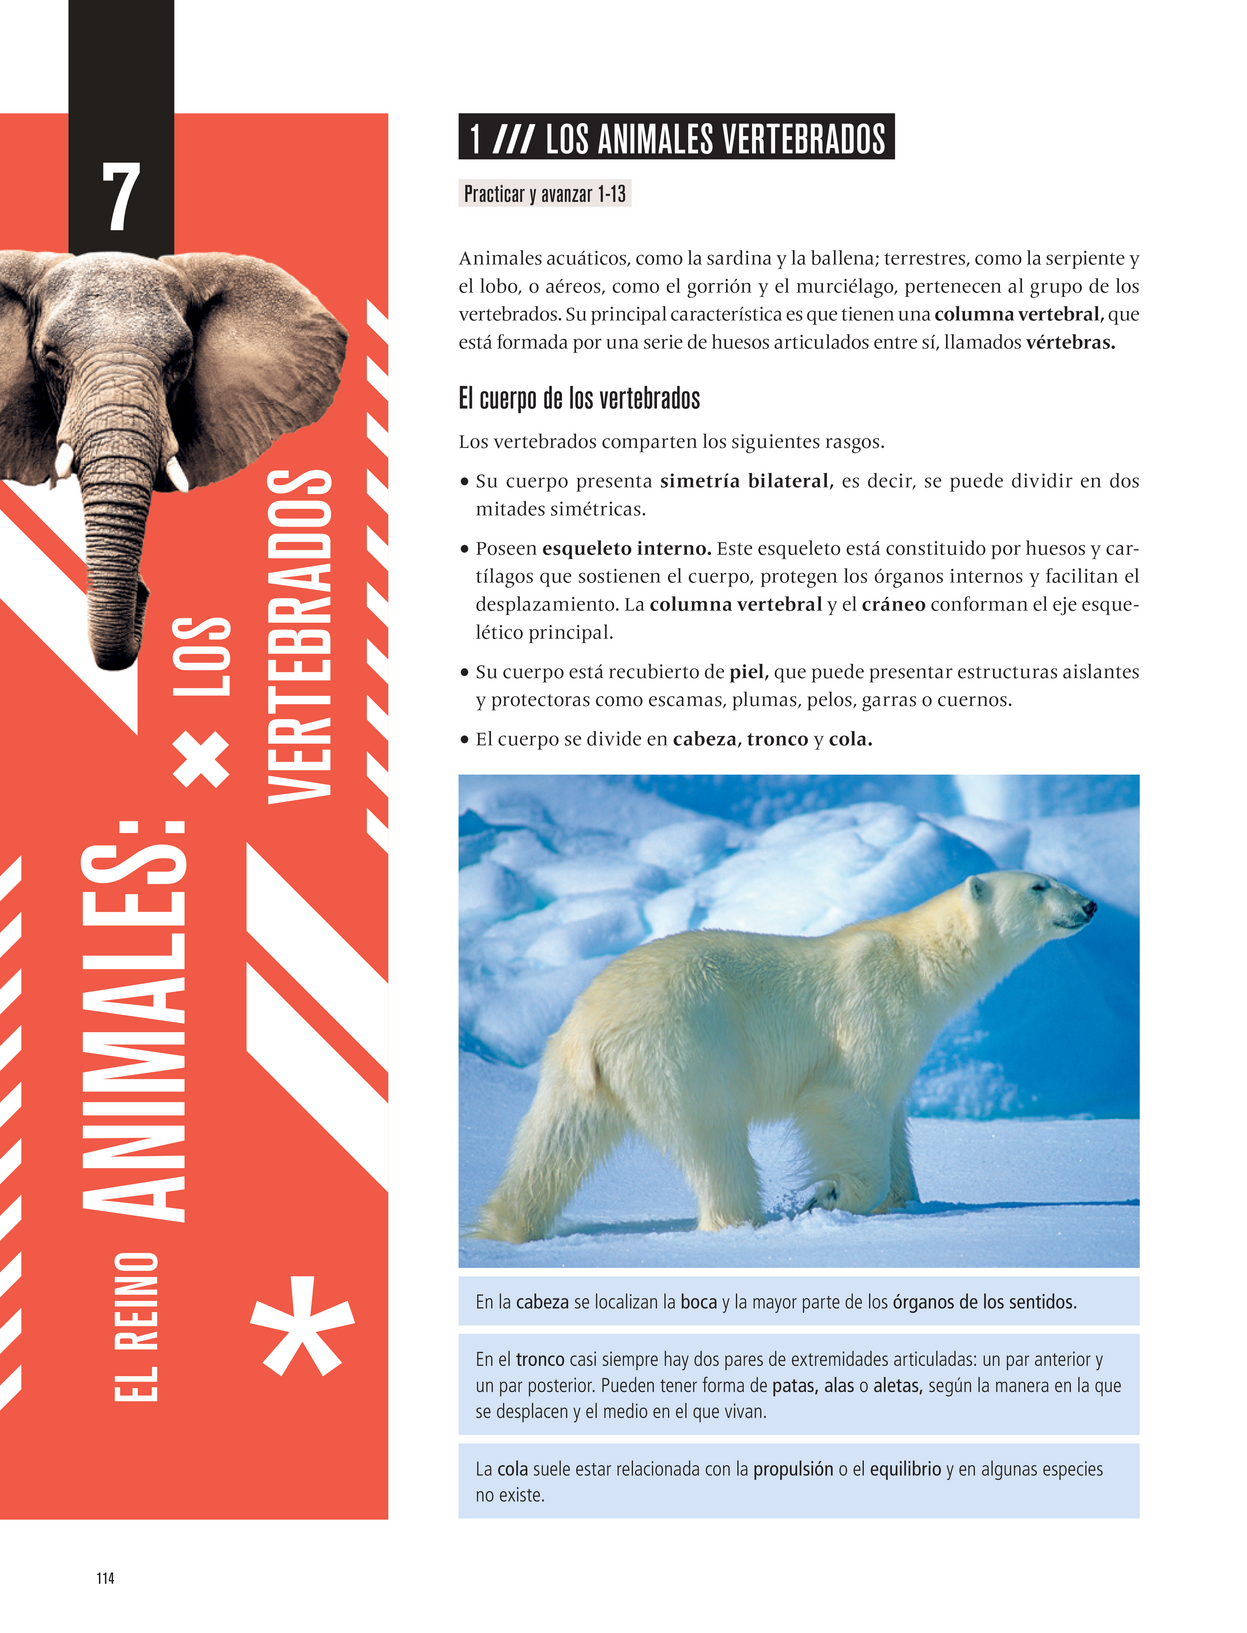 7
EL REINO
ANIMALES:
✖ LOS
VERTEBRADOS
*
1 /// LOS ANIMALES VERTEBRADOS
Practicar y avanzar 1-13
Animales acuáticos, como la sardina y la ballena; terrestres, como la serpiente y
el lobo, o aéreos, como el gorrión y el murciélago, pertenecen al grupo de los
vertebrados. Su principal característica es que tienen una columna vertebral, que
está formada por una serie de huesos articulados entre sí, llamados vértebras.
El cuerpo de los vertebrados
Los vertebrados comparten los siguientes rasgos.
• Su cuerpo presenta simetría bilateral, es decir, se puede dividir en dos
mitades simétricas.
• Poseen esqueleto interno. Este esqueleto está constituido por huesos y car-
tílagos que sostienen el cuerpo, protegen los órganos internos y facilitan el
desplazamiento. La columna vertebral y el cráneo conforman el eje esque-
lético principal.
• Su cuerpo está recubierto de piel, que puede presentar estructuras aislantes
y protectoras como escamas, plumas, pelos, garras o cuernos.
• El cuerpo se divide en cabeza, tronco y cola.
En la cabeza se localizan la boca y la mayor parte de los órganos de los sentidos.
En el tronco casi siempre hay dos pares de extremidades articuladas: un par anterior y
un par posterior. Pueden tener forma de patas, alas o aletas, según la manera en la que
se desplacen y el medio en el que vivan.
La cola suele estar relacionada con la propulsión o el equilibrio y en algunas especies
no existe.
114